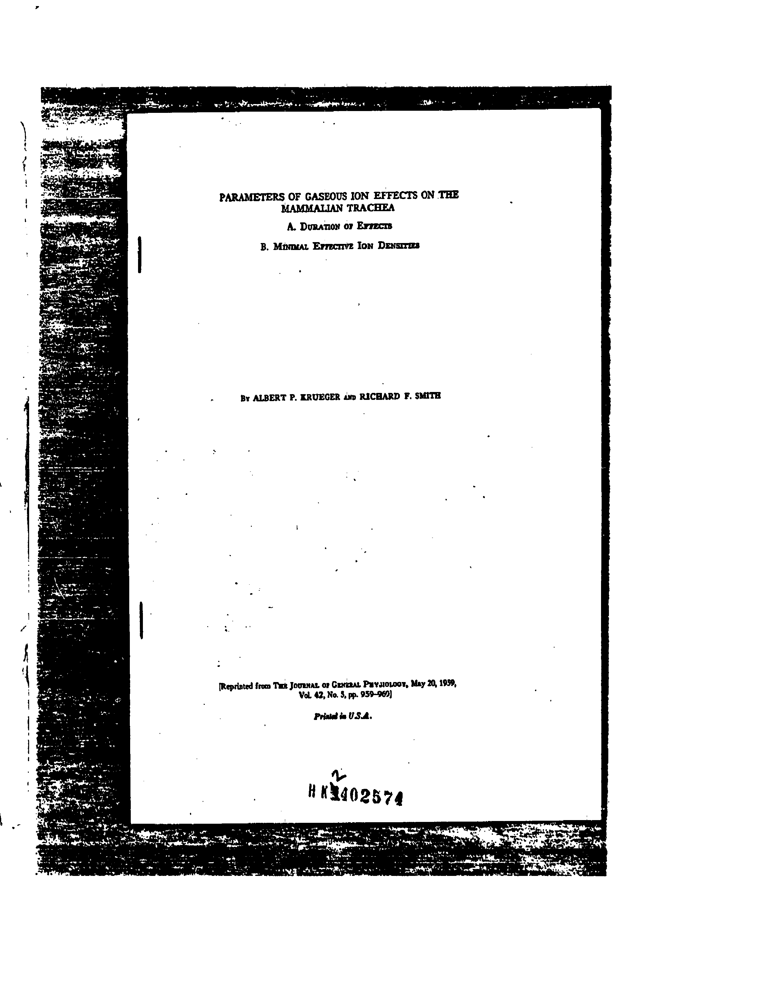 PARAMETERS OF GASEOUS ION EFFECTS ON THE
MAMMALIAN TRACHEA
A. DURATION OF EFFECTS
B. MINIMAL EFFECTIVE ION DENSITIES
BY ALBERT P. KRUEGER AND RICHARD F. SMITH
[Reprinted from THE JOURNAL OF GENERAL PHYSIOLOGY, May 20, 1959,
Vol. 42, No. 5, pp. 959-969]
Printed in U.S.A.
2
HK 402574